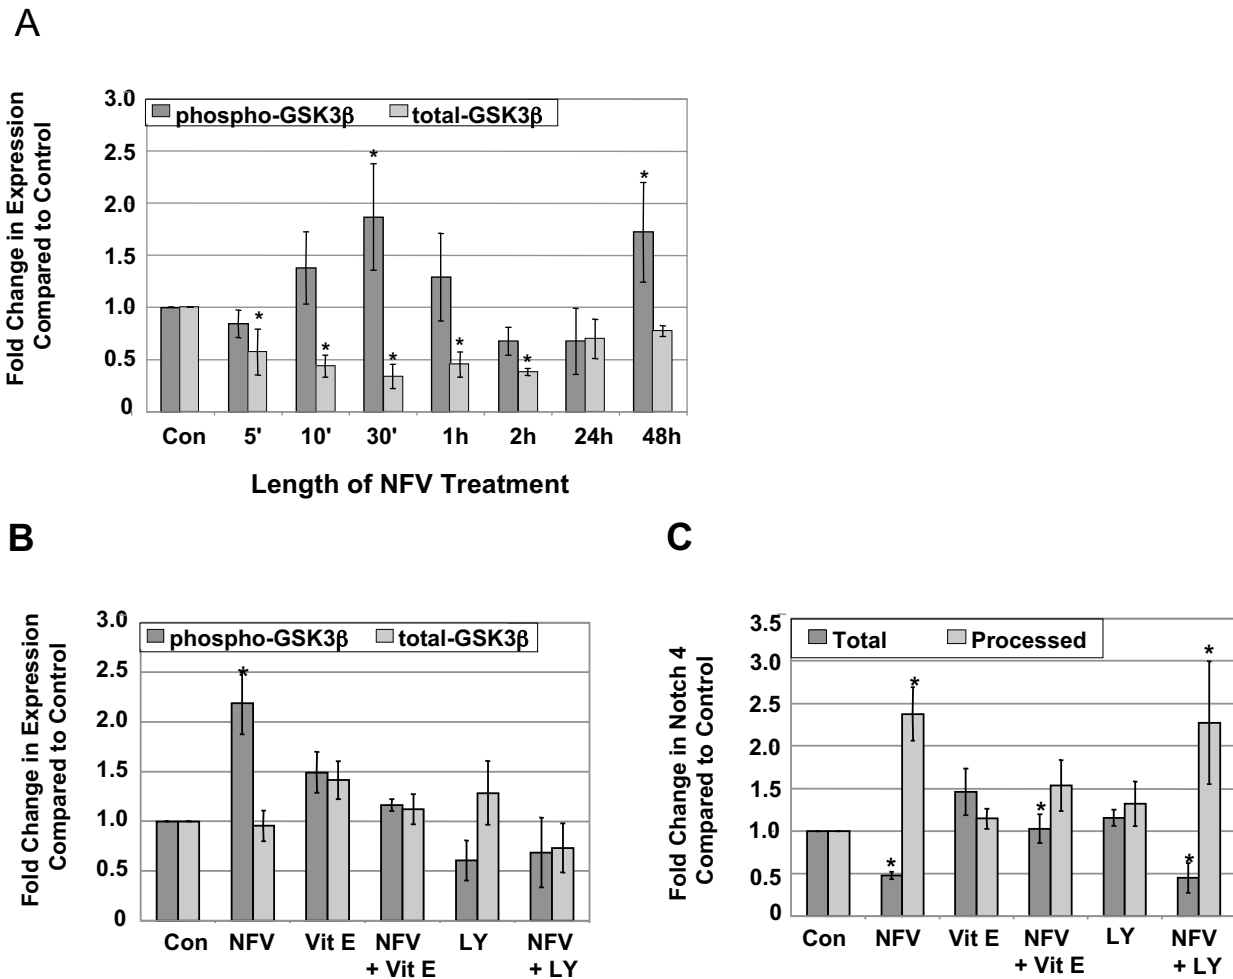 A
Fold Change in Expression
Compared to Control
3.0
2.5
2.0
1.5
1.0
0.5
0
phospho-GSK3β total-GSK3β
*
*
*
*
*
*
*
Con 5' 10' 30' 1h 2h 24h 48h
Length of NFV Treatment
B
Fold Change in Expression
Compared to Control
3.0
2.5
2.0
1.5
1.0
0.5
0
phospho-GSK3β total-GSK3β
*
Con NFV Vit E NFV LY NFV
+ Vit E + LY
C
Fold Change in Notch 4
Compared to Control
3.5
3.0
2.5
2.0
1.5
1.0
0.5
0
Total Processed
*
*
*
*
*
Con NFV Vit E NFV LY NFV
+ Vit E + LY